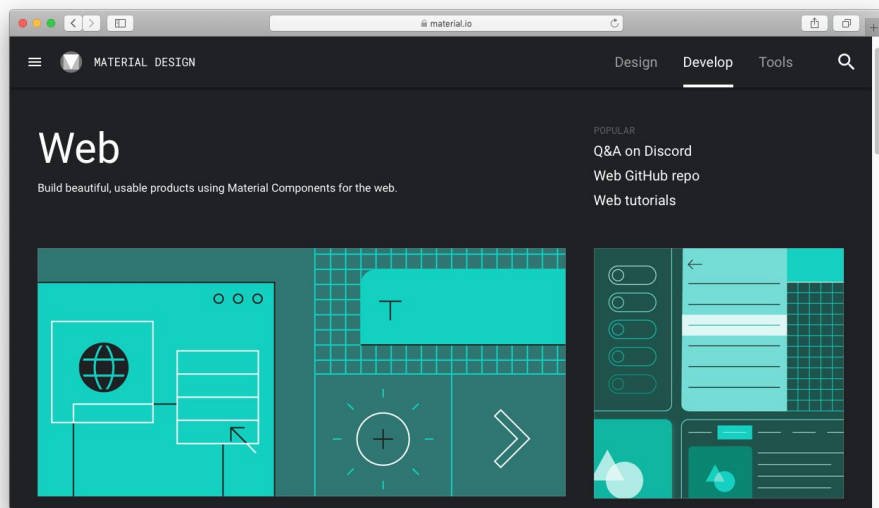 material.io
MATERIAL DESIGN
Design Develop Tools
Web
Build beautiful, usable products using Material Components for the web.
POPULAR
Q&A on Discord
Web GitHub repo
Web tutorials
T